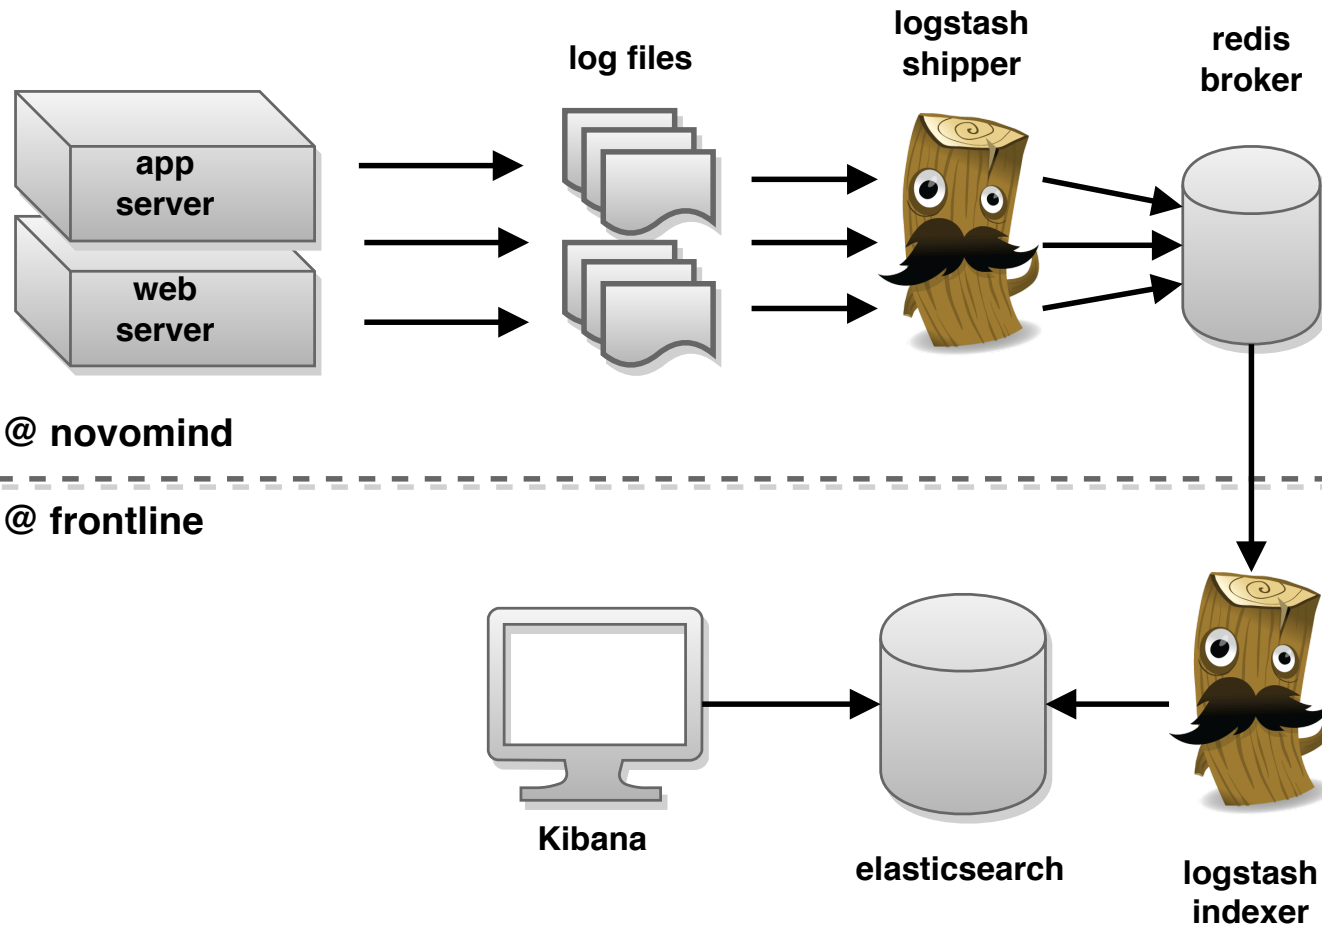 logstash
shipper
redis
broker
log files
app
server
web
server
@ novomind
@ frontline
Kibana
elasticsearch
logstash
indexer